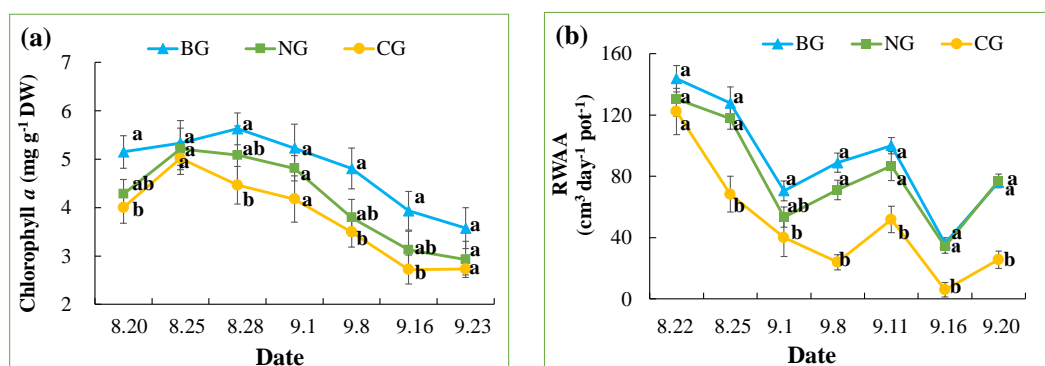 (a)
BG NG CG
Chlorophyll a (mg g-1 DW)
7
6
5
4
3
2
a a a a a a a
ab a ab a ab ab a
b a b a b b a
8.20 8.25 8.28 9.1 9.8 9.16 9.23
Date
(b)
BG NG CG
RWAA
(cm³ day-1 pot-1)
160
120
80
40
0
a a a a a a a
a a ab a a a a
a b b b b b b
8.22 8.25 9.1 9.8 9.11 9.16 9.20
Date